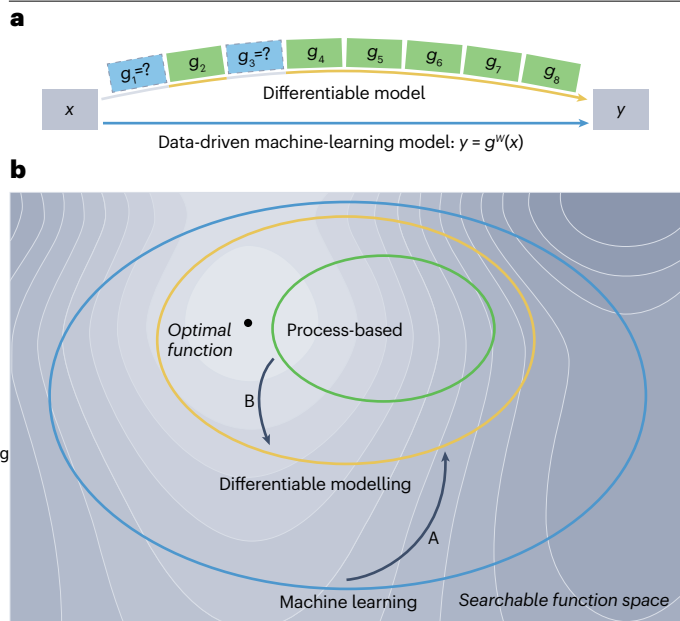 a
g₁=? g₂ g₃=? g₄ g₅ g₆ g₇ g₈
x Differentiable model y
Data-driven machine-learning model: y = gʷ(x)
b
Optimal
function
Process-based
B
g
Differentiable modelling
A
Machine learning
Searchable function space